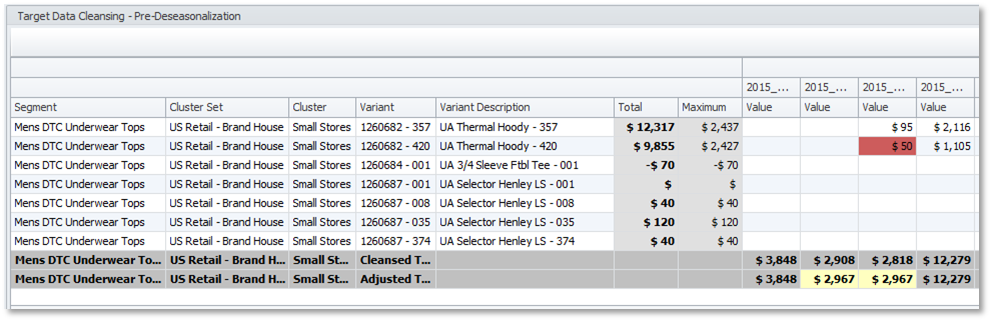 Target Data Cleansing - Pre-Deseasonalization
2015_... 2015_... 2015_... 2015_...
Segment Cluster Set Cluster Variant Variant Description Total Maximum Value Value Value Value
Mens DTC Underwear Tops US Retail - Brand House Small Stores 1260682 - 357 UA Thermal Hoody - 357 $ 12,317 $ 2,437 $ 95 $ 2,116
Mens DTC Underwear Tops US Retail - Brand House Small Stores 1260682 - 420 UA Thermal Hoody - 420 $ 9,855 $ 2,427 $ 50 $ 1,105
Mens DTC Underwear Tops US Retail - Brand House Small Stores 1260684 - 001 UA 3/4 Sleeve Ftbl Tee - 001 -$ 70 -$ 70
Mens DTC Underwear Tops US Retail - Brand House Small Stores 1260687 - 001 UA Selector Henley LS - 001 $ $
Mens DTC Underwear Tops US Retail - Brand House Small Stores 1260687 - 008 UA Selector Henley LS - 008 $ 40 $ 40
Mens DTC Underwear Tops US Retail - Brand House Small Stores 1260687 - 035 UA Selector Henley LS - 035 $ 120 $ 120
Mens DTC Underwear Tops US Retail - Brand House Small Stores 1260687 - 374 UA Selector Henley LS - 374 $ 40 $ 40
Mens DTC Underwear To... US Retail - Brand H... Small St... Cleansed T... $ 3,848 $ 2,908 $ 2,818 $ 12,279
Mens DTC Underwear To... US Retail - Brand H... Small St... Adjusted T... $ 3,848 $ 2,967 $ 2,967 $ 12,279